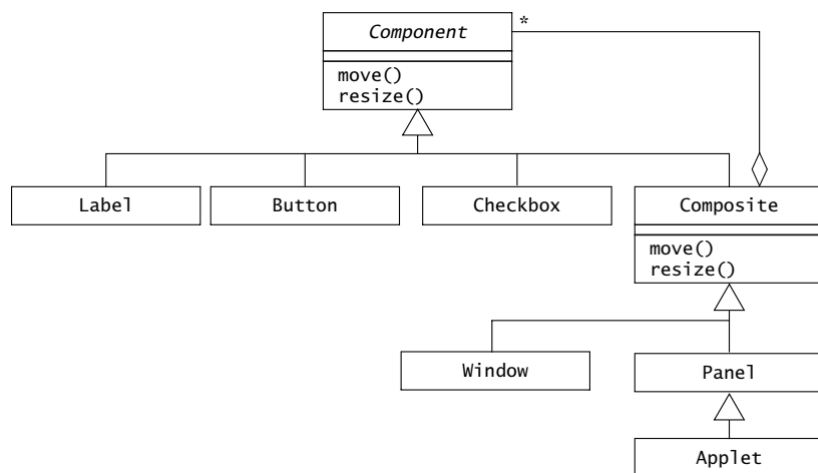 Component
*
move()
resize()
Label
Button
Checkbox
Composite
move()
resize()
Window
Panel
Applet